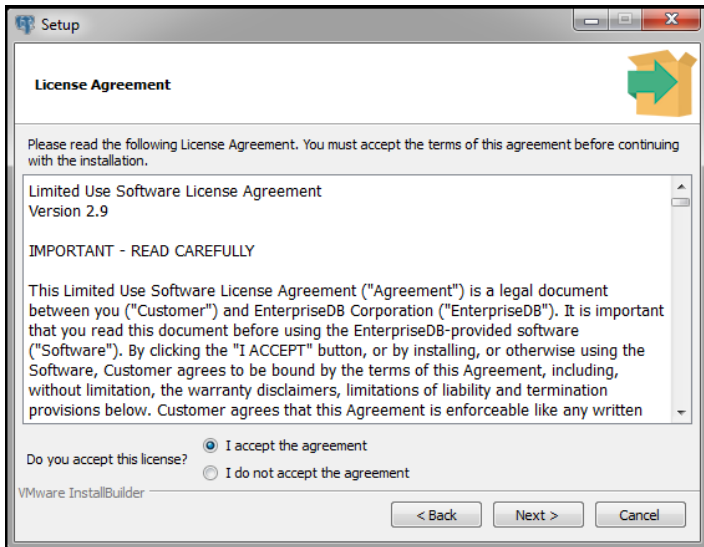 Setup
License Agreement
Please read the following License Agreement. You must accept the terms of this agreement before continuing
with the installation.
Limited Use Software License Agreement
Version 2.9
IMPORTANT - READ CAREFULLY
This Limited Use Software License Agreement ("Agreement") is a legal document
between you ("Customer") and EnterpriseDB Corporation ("EnterpriseDB"). It is important
that you read this document before using the EnterpriseDB-provided software
("Software"). By clicking the "I ACCEPT" button, or by installing, or otherwise using the
Software, Customer agrees to be bound by the terms of this Agreement, including,
without limitation, the warranty disclaimers, limitations of liability and termination
provisions below. Customer agrees that this Agreement is enforceable like any written
Do you accept this license?
I accept the agreement
I do not accept the agreement
VMware InstallBuilder
< Back
Next >
Cancel